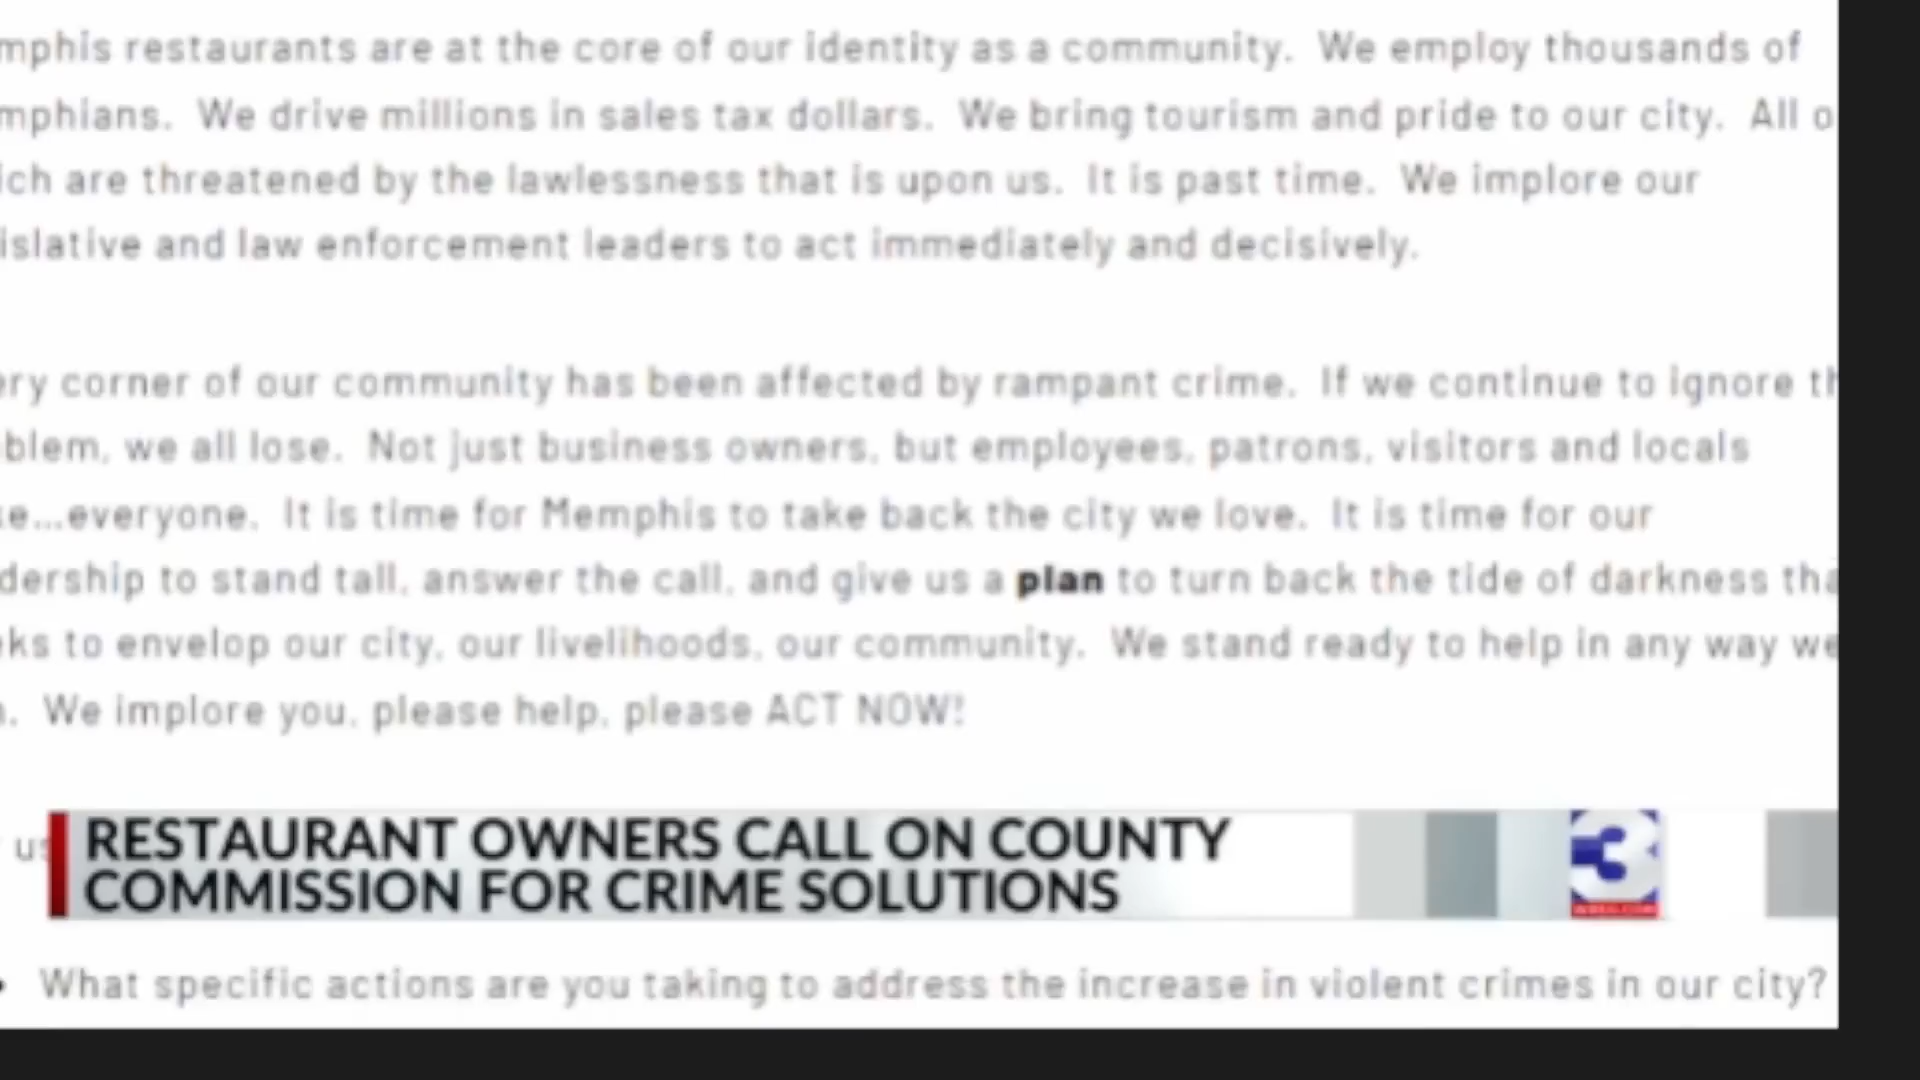 mphis restaurants are at the core of our identity as a community. We employ thousands of
mphians. We drive millions in sales tax dollars. We bring tourism and pride to our city. All o
ich are threatened by the lawlessness that is upon us. It is past time. We implore our
islative and law enforcement leaders to act immediately and decisively.
ery corner of our community has been affected by rampant crime. If we continue to ignore th
blem, we all lose. Not just business owners, but employees, patrons, visitors and locals
ke...everyone. It is time for Memphis to take back the city we love. It is time for our
dership to stand tall, answer the call, and give us a plan to turn back the tide of darkness tha
ks to envelop our city, our livelihoods, our community. We stand ready to help in any way we
. We implore you, please help, please ACT NOW!
us
RESTAURANT OWNERS CALL ON COUNTY
COMMISSION FOR CRIME SOLUTIONS
3
• What specific actions are you taking to address the increase in violent crimes in our city?